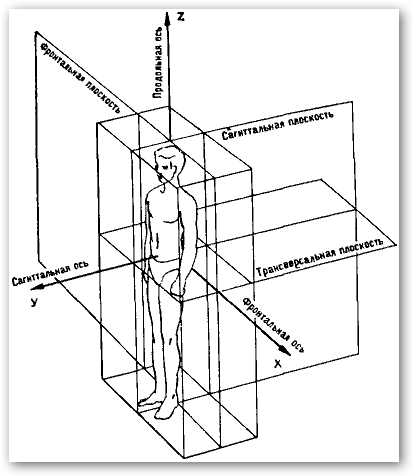 Z
Продольная ось
Фронтальная плоскость
Сагиттальная плоскость
Трансверсальная плоскость
Сагиттальная ось
У
Фронтальная ось
X